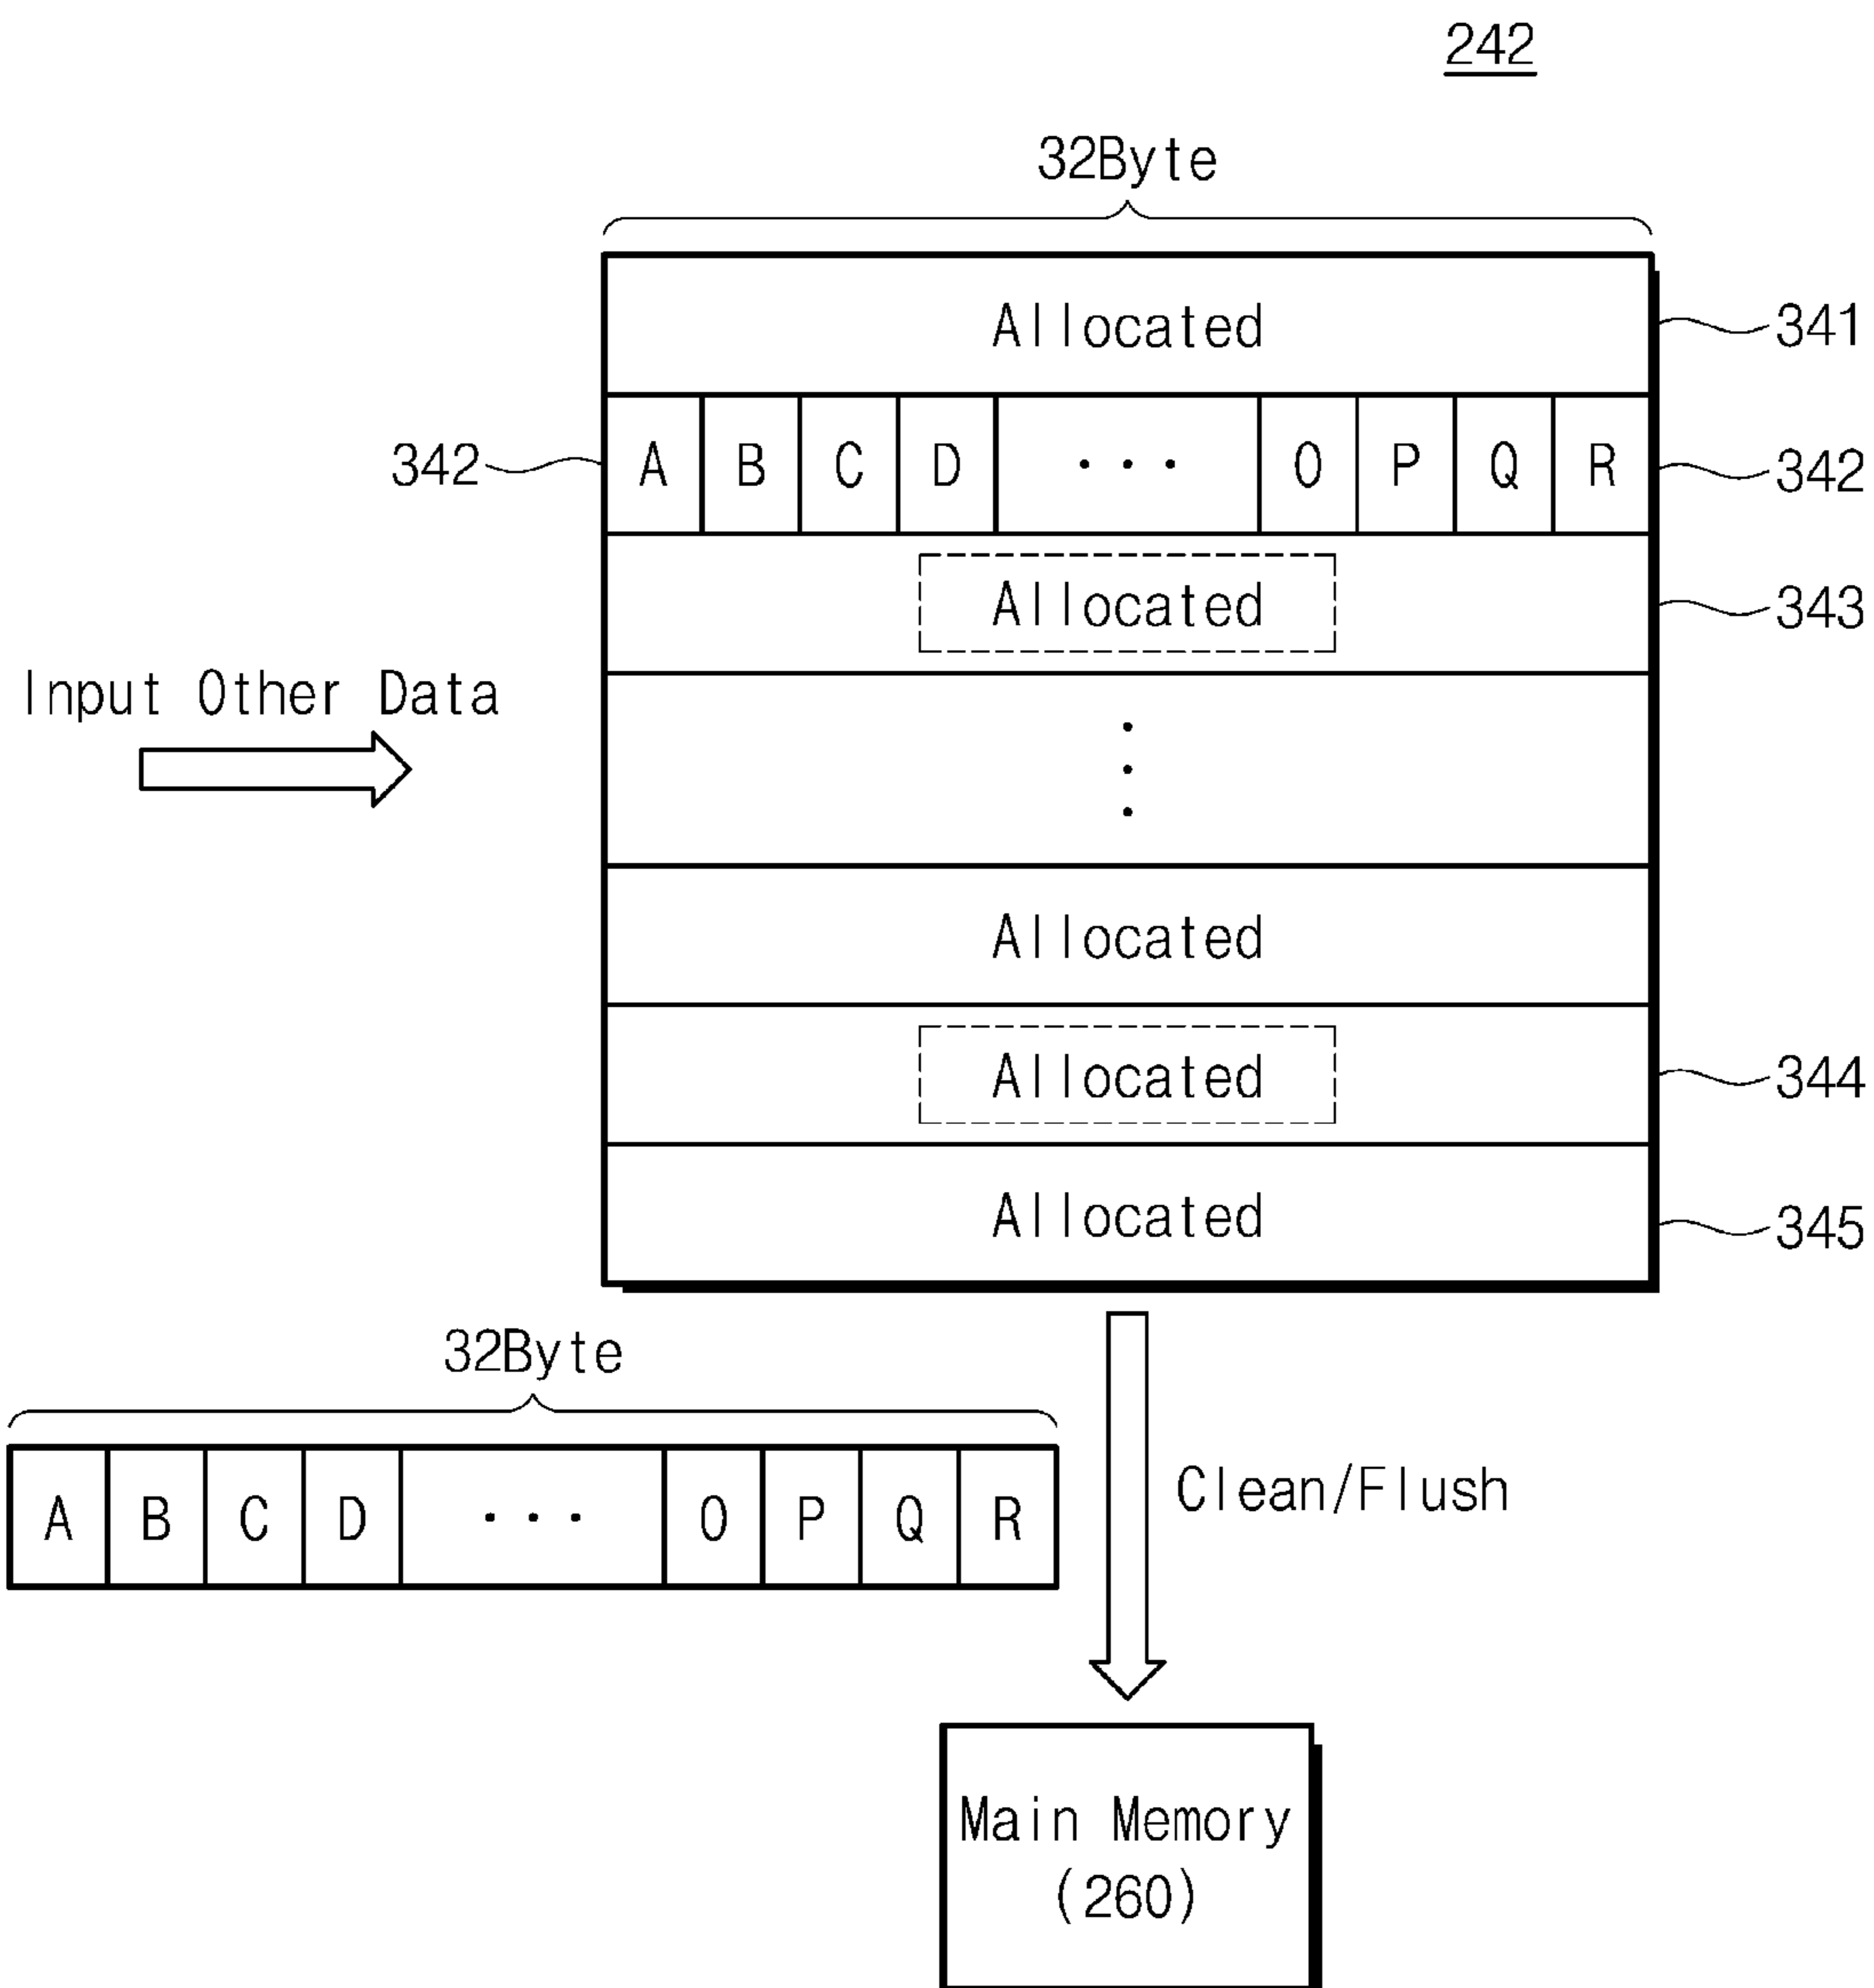 242
32Byte
Allocated 341
342 A B C D ... O P Q R 342
Allocated 343
Input Other Data
Allocated
Allocated 344
Allocated 345
32Byte
A B C D ... O P Q R
Clean/Flush
Main Memory
(260)